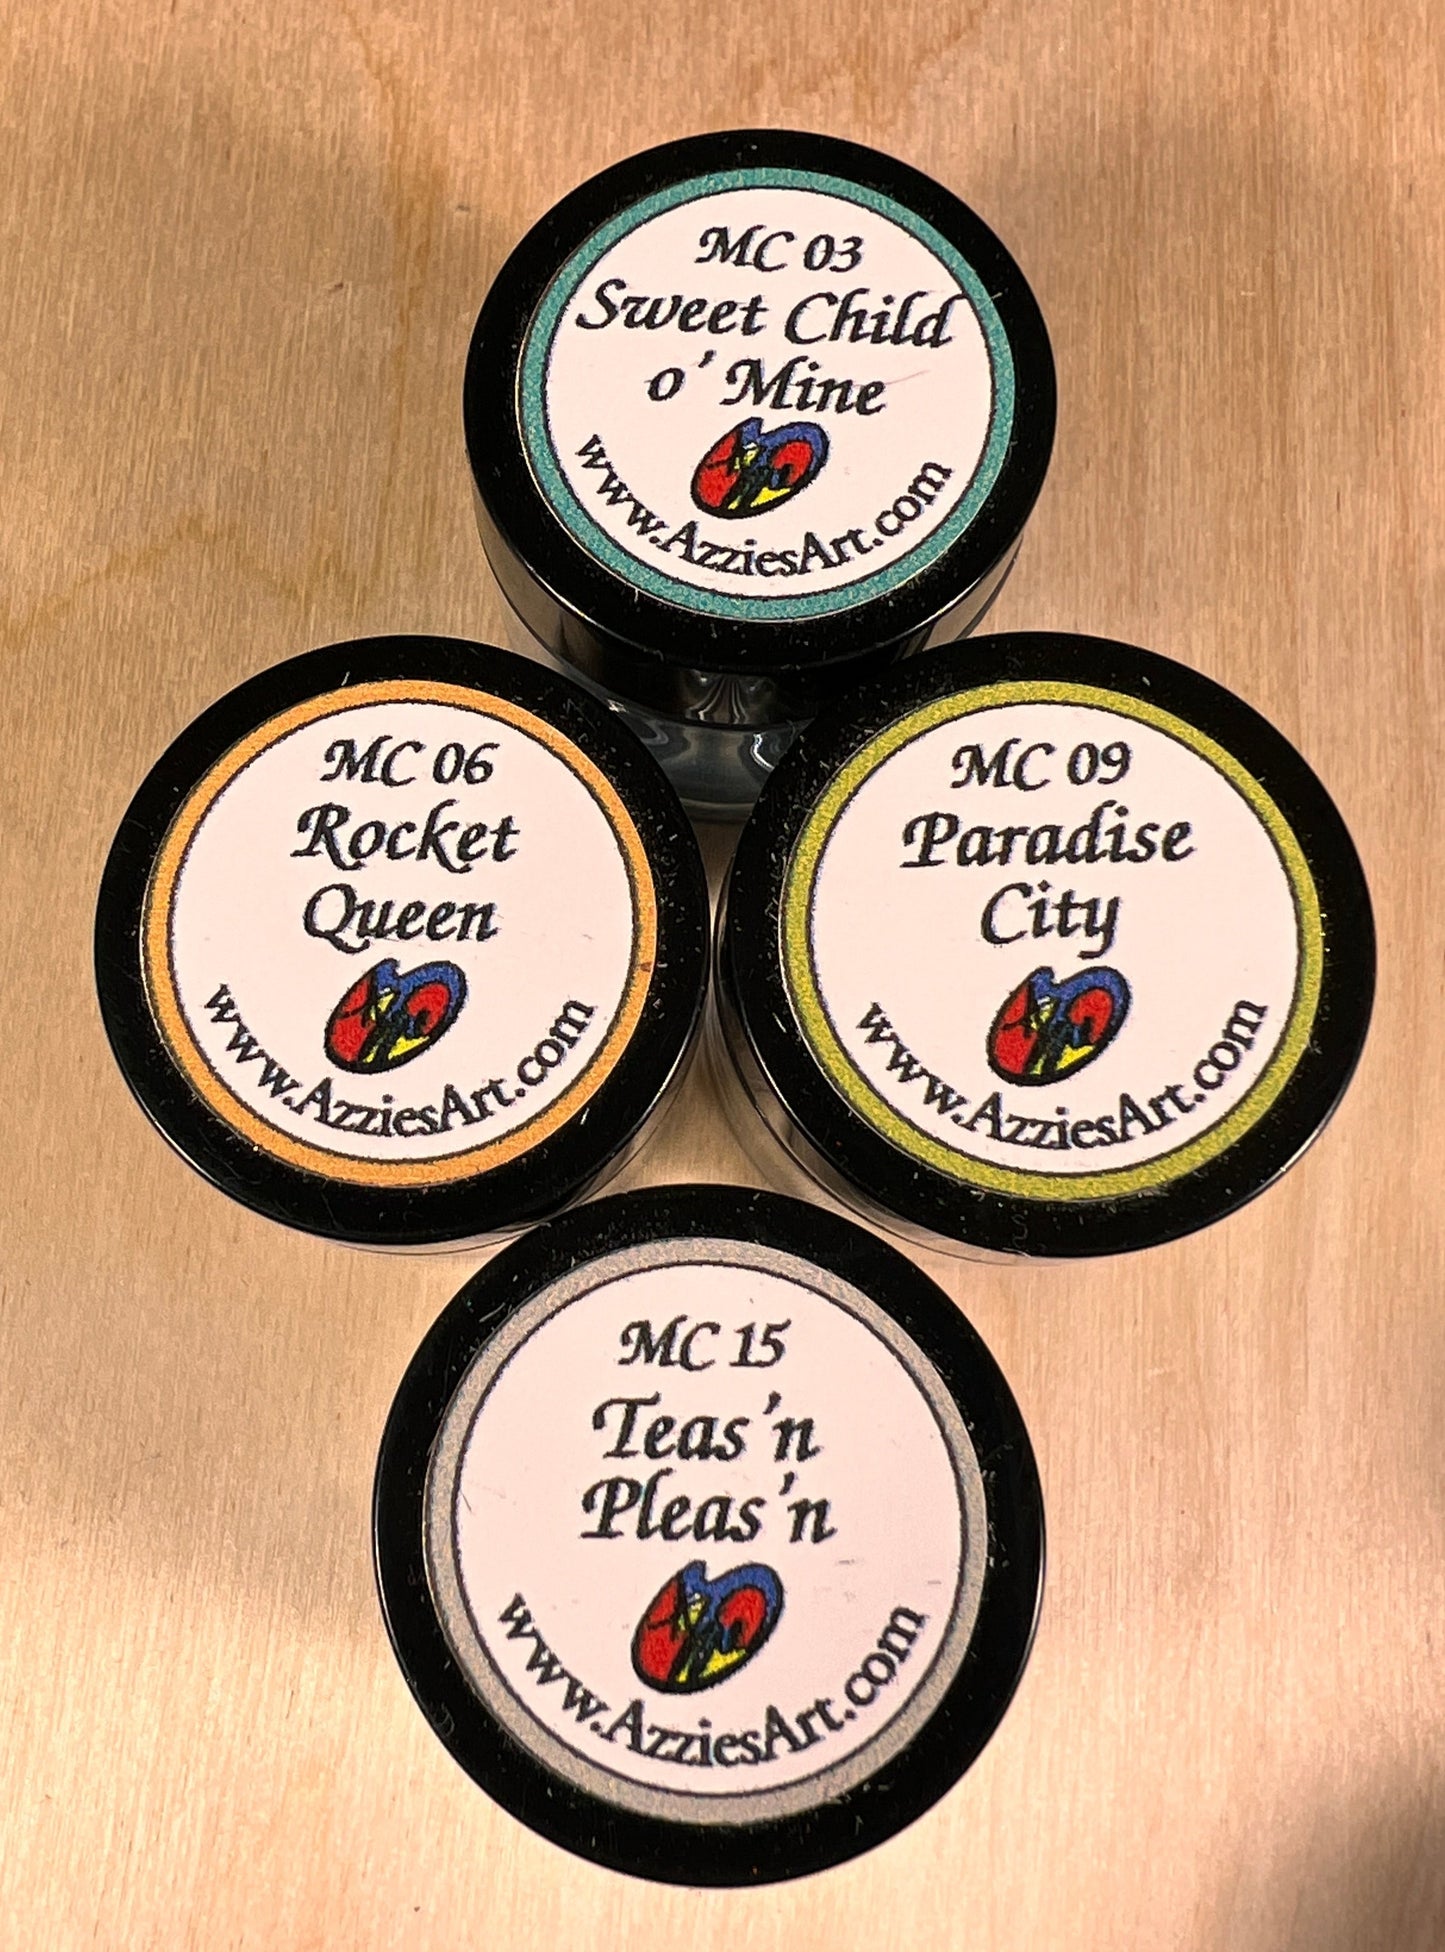 MC 03
Sweet Child
o' Mine
www.AzziesArt.com
MC 06
Rocket
Queen
www.AzziesArt.com
MC 09
Paradise
City
www.AzziesArt.com
MC 15
Teas'n
Pleas'n
www.AzziesArt.com